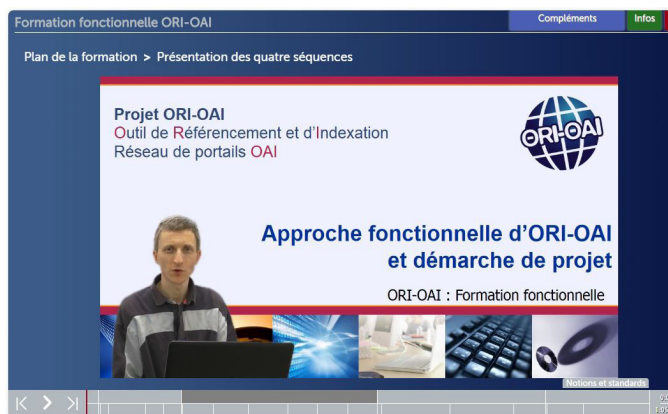 Formation fonctionnelle ORI-OAI
Compléments
Infos
Plan de la formation > Présentation des quatre séquences
Projet ORI-OAI
Outil de Référencement et d'Indexation
Réseau de portails OAI
ORI-OAI
Approche fonctionnelle d'ORI-OAI
et démarche de projet
ORI-OAI : Formation fonctionnelle
Notions et standards